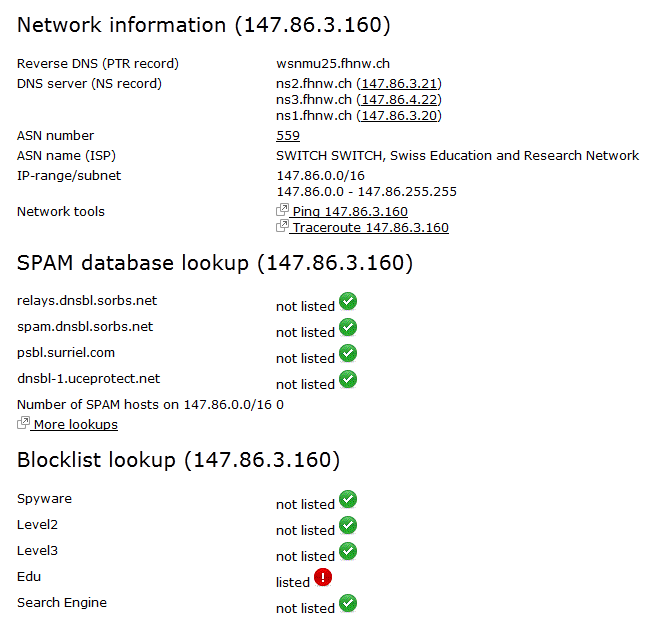 Network information (147.86.3.160)
Reverse DNS (PTR record) wsnmu25.fhnw.ch
DNS server (NS record) ns2.fhnw.ch (147.86.3.21)
ns3.fhnw.ch (147.86.4.22)
ns1.fhnw.ch (147.86.3.20)
ASN number 559
ASN name (ISP) SWITCH SWITCH, Swiss Education and Research Network
IP-range/subnet 147.86.0.0/16
147.86.0.0 - 147.86.255.255
Network tools Ping 147.86.3.160
Traceroute 147.86.3.160
SPAM database lookup (147.86.3.160)
relays.dnsbl.sorbs.net not listed
spam.dnsbl.sorbs.net not listed
psbl.surriel.com not listed
dnsbl-1.uceprotect.net not listed
Number of SPAM hosts on 147.86.0.0/16 0
More lookups
Blocklist lookup (147.86.3.160)
Spyware not listed
Level2 not listed
Level3 not listed
Edu listed
Search Engine not listed